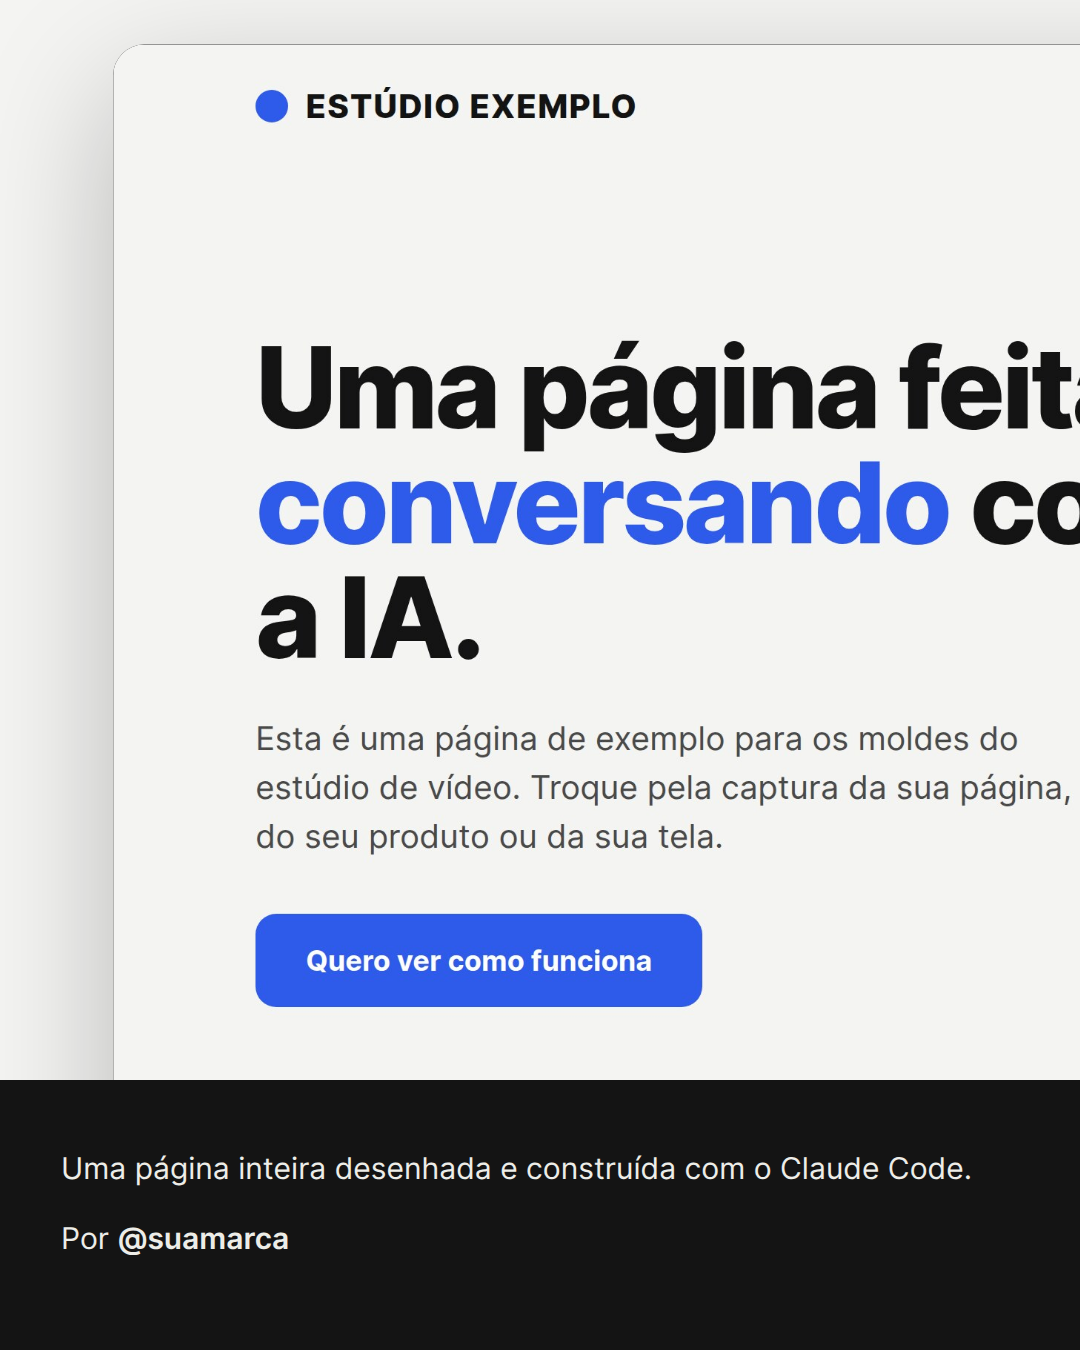 ESTÚDIO EXEMPLO
Uma página feita
conversando co
a IA.
Esta é uma página de exemplo para os moldes do
estúdio de vídeo. Troque pela captura da sua página,
do seu produto ou da sua tela.
Quero ver como funciona
Uma página inteira desenhada e construída com o Claude Code.
Por @suamarca